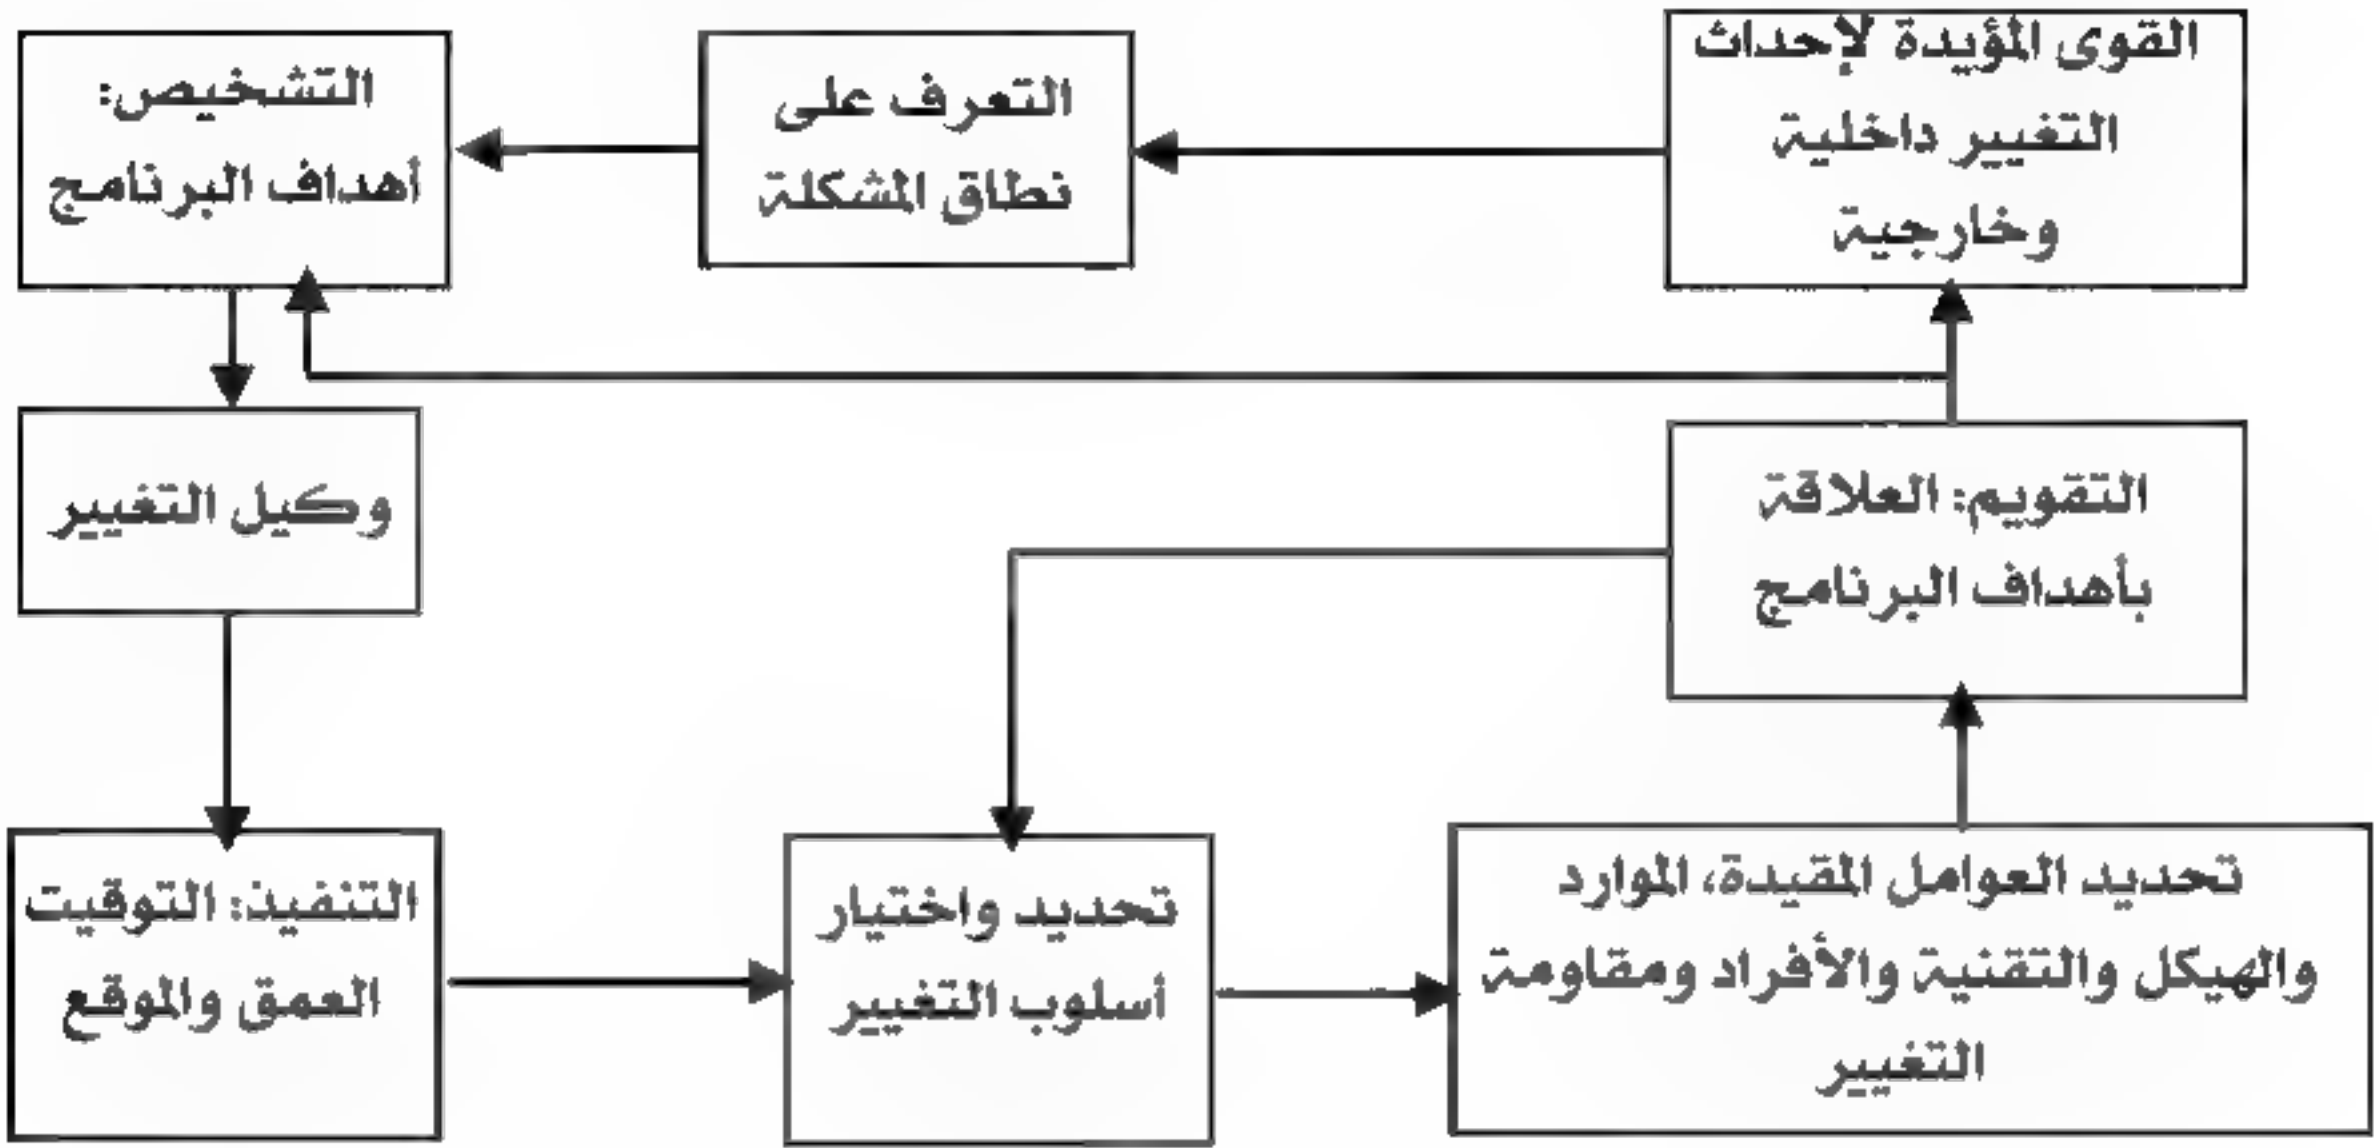 القوى المؤيدة لإحداث
التغيير داخلية
وخارجية
التعرف على
نطاق المشكلة
التشخيص:
أهداف البرنامج
وكيل التغيير
التنفيذ: التوقيت
العمق والموقع
تحديد واختيار
أسلوب التغيير
تحديد العوامل المقيدة، الموارد
والهيكل والتقنية والأفراد ومقاومة
التغيير
التقويم: العلاقة
بأهداف البرنامج